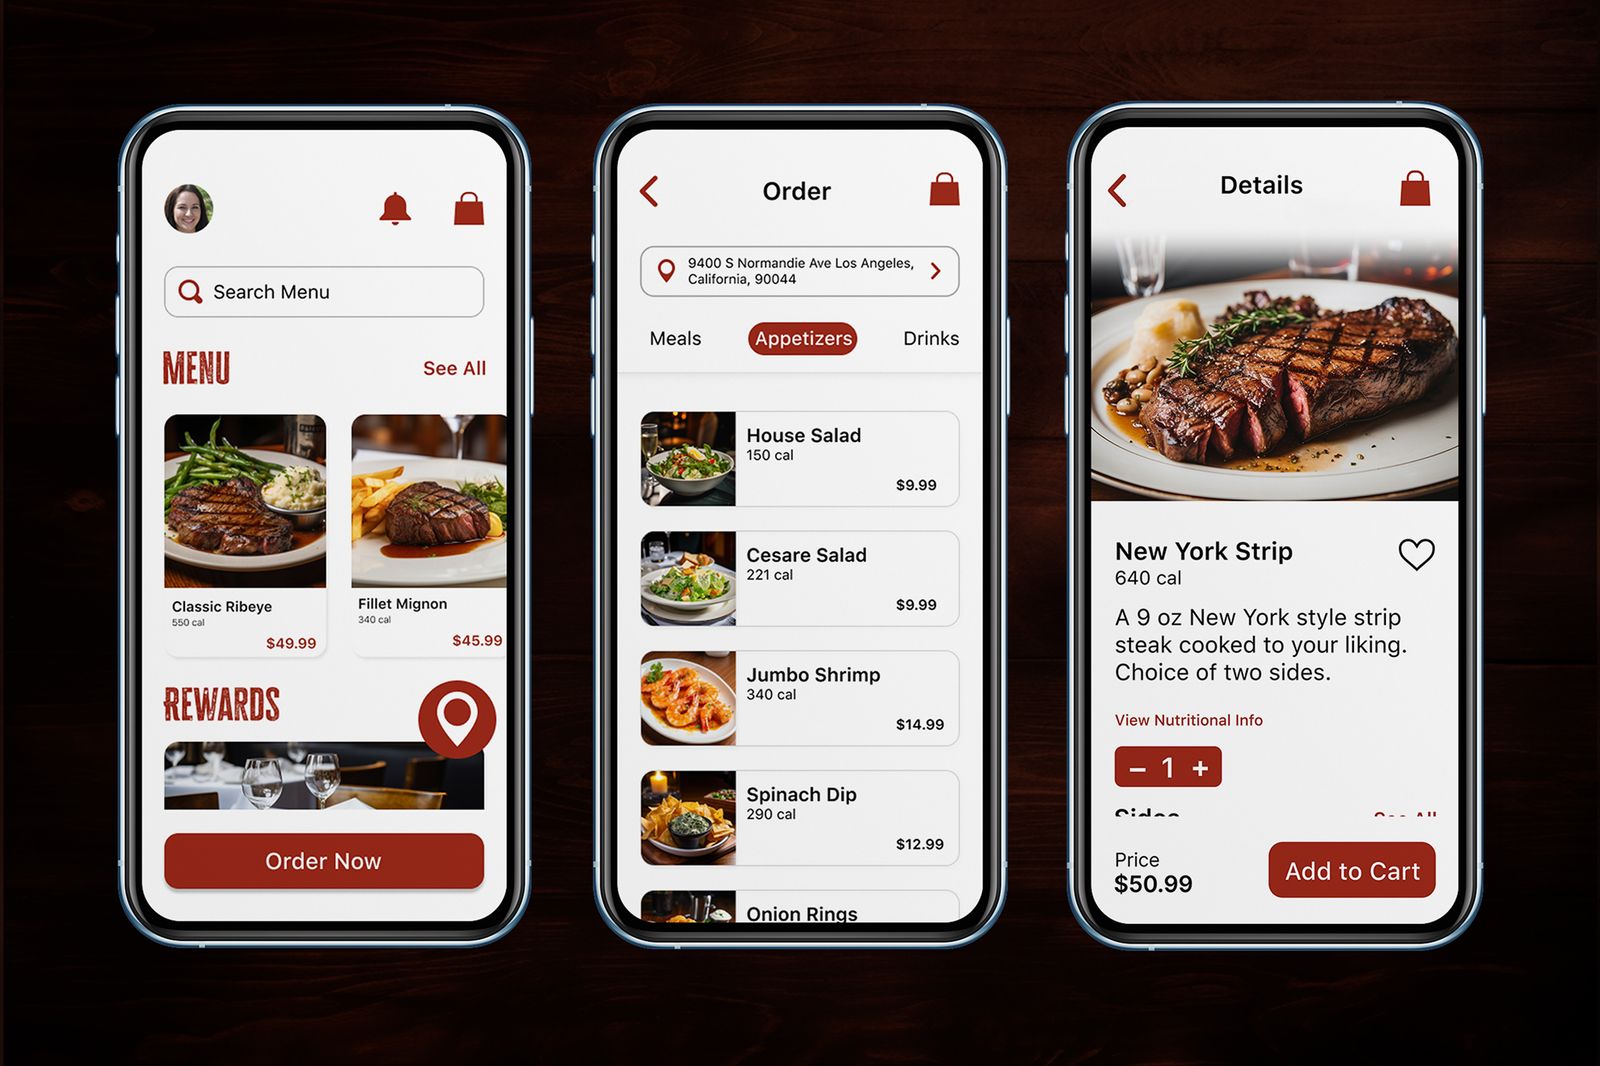 Search Menu
MENU
See All
Classic Ribeye
550 cal
$49.99
Fillet Mignon
340 cal
$45.99
REWARDS
Order Now
Order
9400 S Normandie Ave Los Angeles,
California, 90044
Meals
Appetizers
Drinks
House Salad
150 cal
$9.99
Cesare Salad
221 cal
$9.99
Jumbo Shrimp
340 cal
$14.99
Spinach Dip
290 cal
$12.99
Onion Rings
Details
New York Strip
640 cal
A 9 oz New York style strip
steak cooked to your liking.
Choice of two sides.
View Nutritional Info
– 1 +
Sides
See All
Price
$50.99
Add to Cart